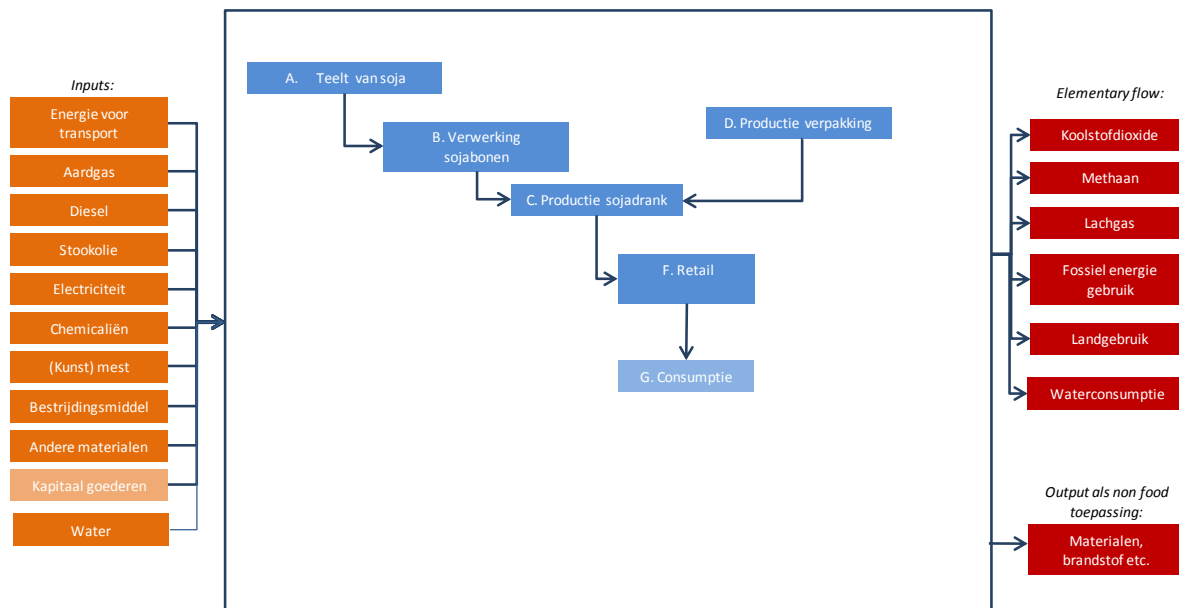 Inputs:
Energie voor
transport
Aardgas
Diesel
Stookolie
Electriciteit
Chemicaliën
(Kunst) mest
Bestrijdingsmiddel
Andere materialen
Kapitaal goederen
Water
A. Teelt van soja
B. Verwerking
sojabonen
D. Productie verpakking
C. Productie sojadrank
F. Retail
G. Consumptie
Elementary flow:
Koolstofdioxide
Methaan
Lachgas
Fossiel energie
gebruik
Landgebruik
Waterconsumptie
Output als non food
toepassing:
Materialen,
brandstof etc.